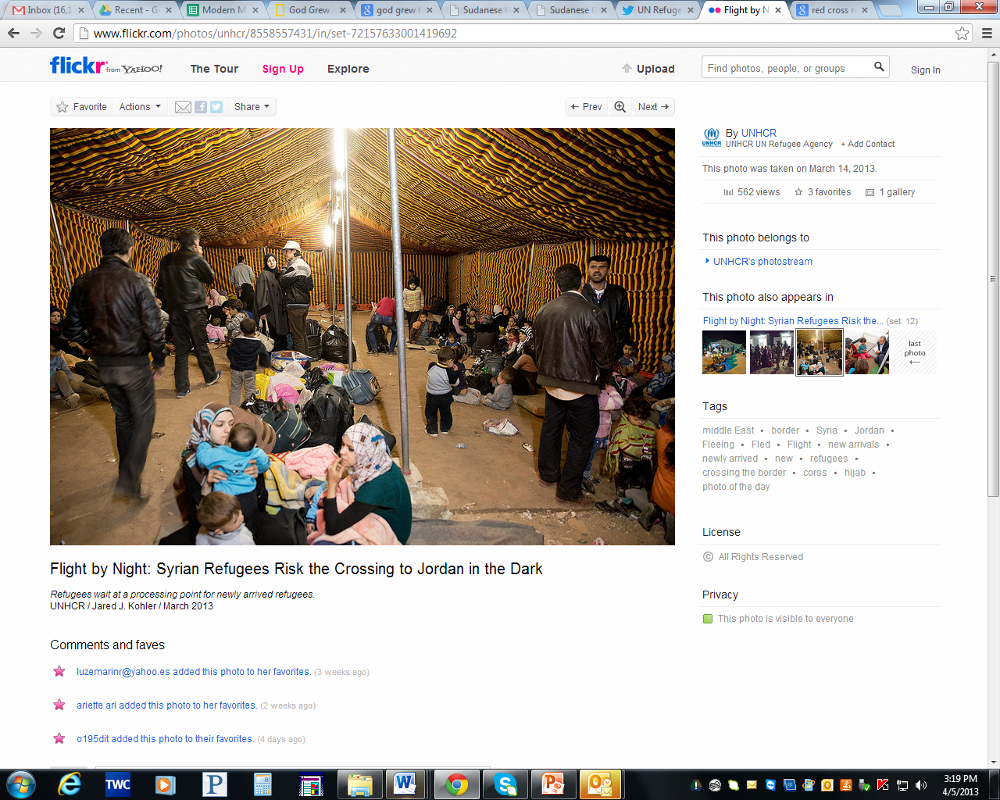 Inbox (16,1
Recent - G
Modern M
God Grew
god grew t
Sudanese
Sudanese
UN Refuge
Flight by N
red cross r
www.flickr.com/photos/unhcr/8558557431/in/set-72157633001419692
flickr from YAHOO!
The Tour
Sign Up
Explore
Upload
Find photos, people, or groups
Sign In
Favorite
Actions
Share
← Prev
Next →
By UNHCR
UNHCR UN Refugee Agency + Add Contact
This photo was taken on March 14, 2013.
562 views 3 favorites 1 gallery
This photo belongs to
UNHCR's photostream
This photo also appears in
Flight by Night: Syrian Refugees Risk the... (set: 12)
last
photo
←
Tags
middle East • border • Syria • Jordan •
Fleeing • Fled • Flight • new arrivals •
newly arrived • new • refugees •
crossing the border • corss • hijab •
photo of the day
License
© All Rights Reserved
Privacy
This photo is visible to everyone
Flight by Night: Syrian Refugees Risk the Crossing to Jordan in the Dark
Refugees wait at a processing point for newly arrived refugees.
UNHCR / Jared J. Kohler / March 2013
Comments and faves
luzemarinr@yahoo.es added this photo to her favorites. (3 weeks ago)
ariette ari added this photo to her favorites. (2 weeks ago)
o195dit added this photo to their favorites. (4 days ago)
TWC
3:19 PM
4/5/2013